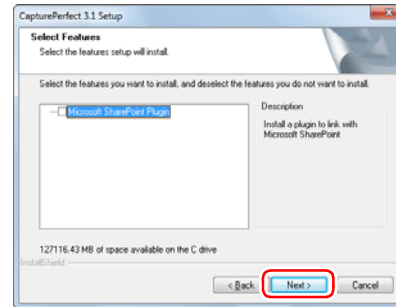 CapturePerfect 3.1 Setup
Select Features
Select the features setup will install.
Select the features you want to install, and deselect the features you do not want to install.
Microsoft SharePoint Plugin
Description
Install a plugin to link with
Microsoft SharePoint
127116.43 MB of space available on the C drive
InstallShield
< Back
Next >
Cancel